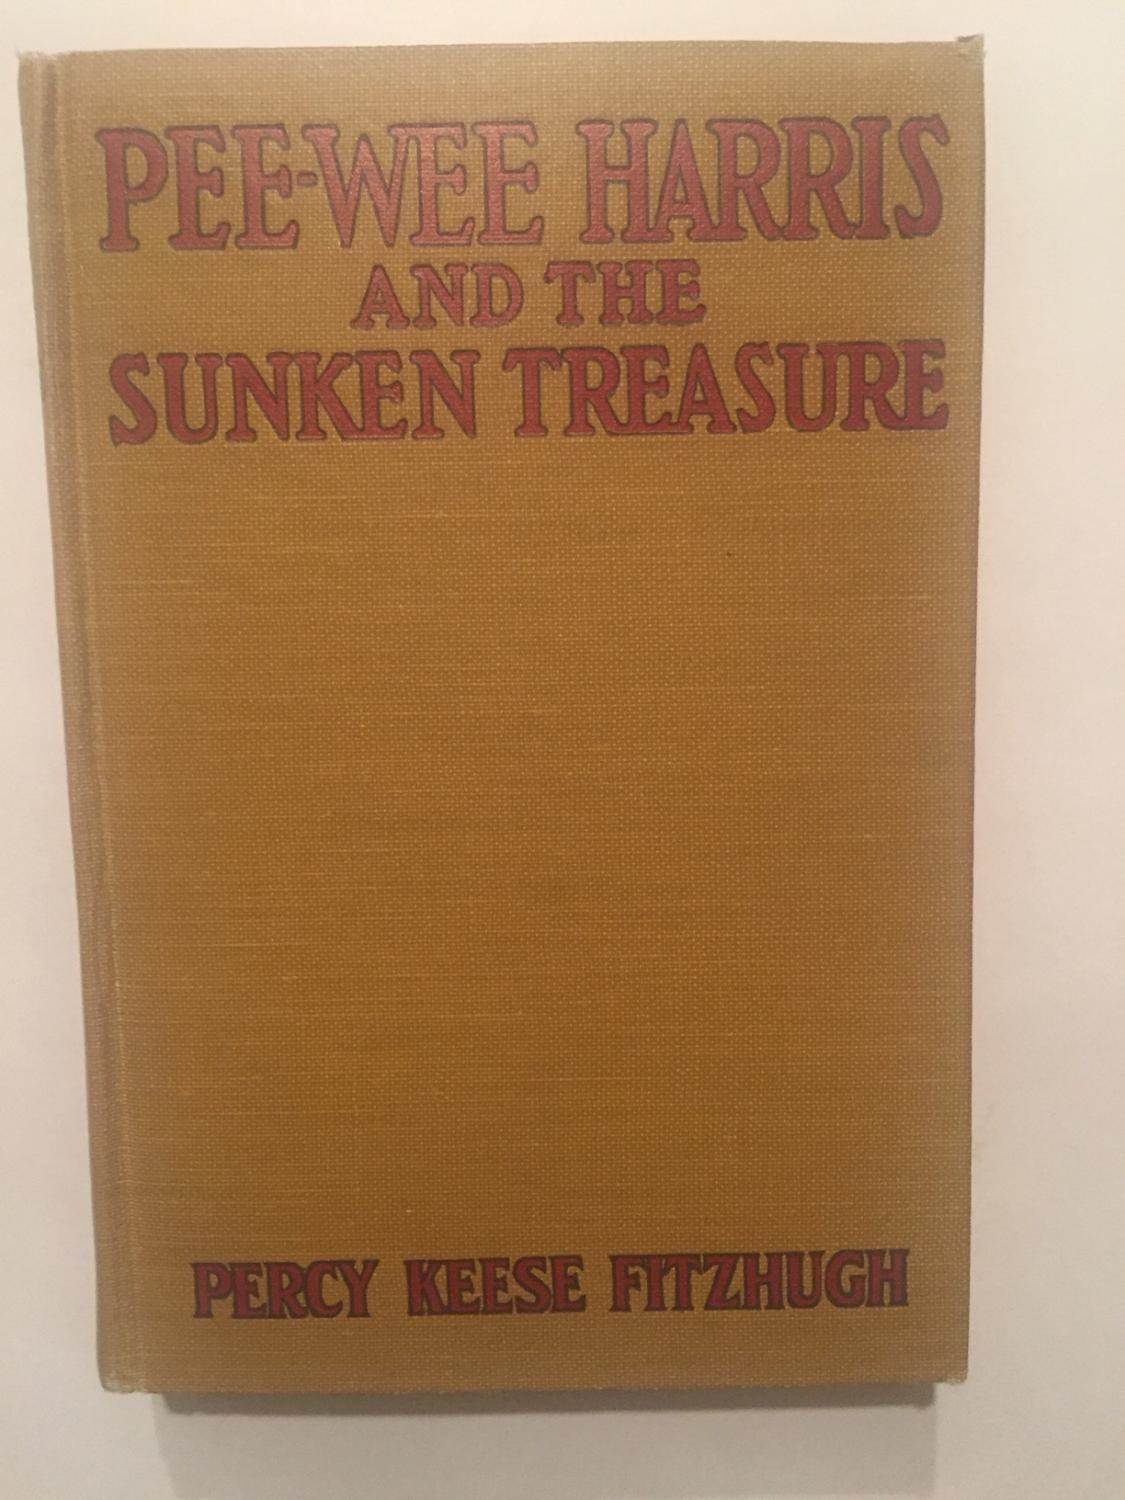 PEE-WEE HARRIS
AND THE
SUNKEN TREASURE
PERCY KEESE FITZHUGH